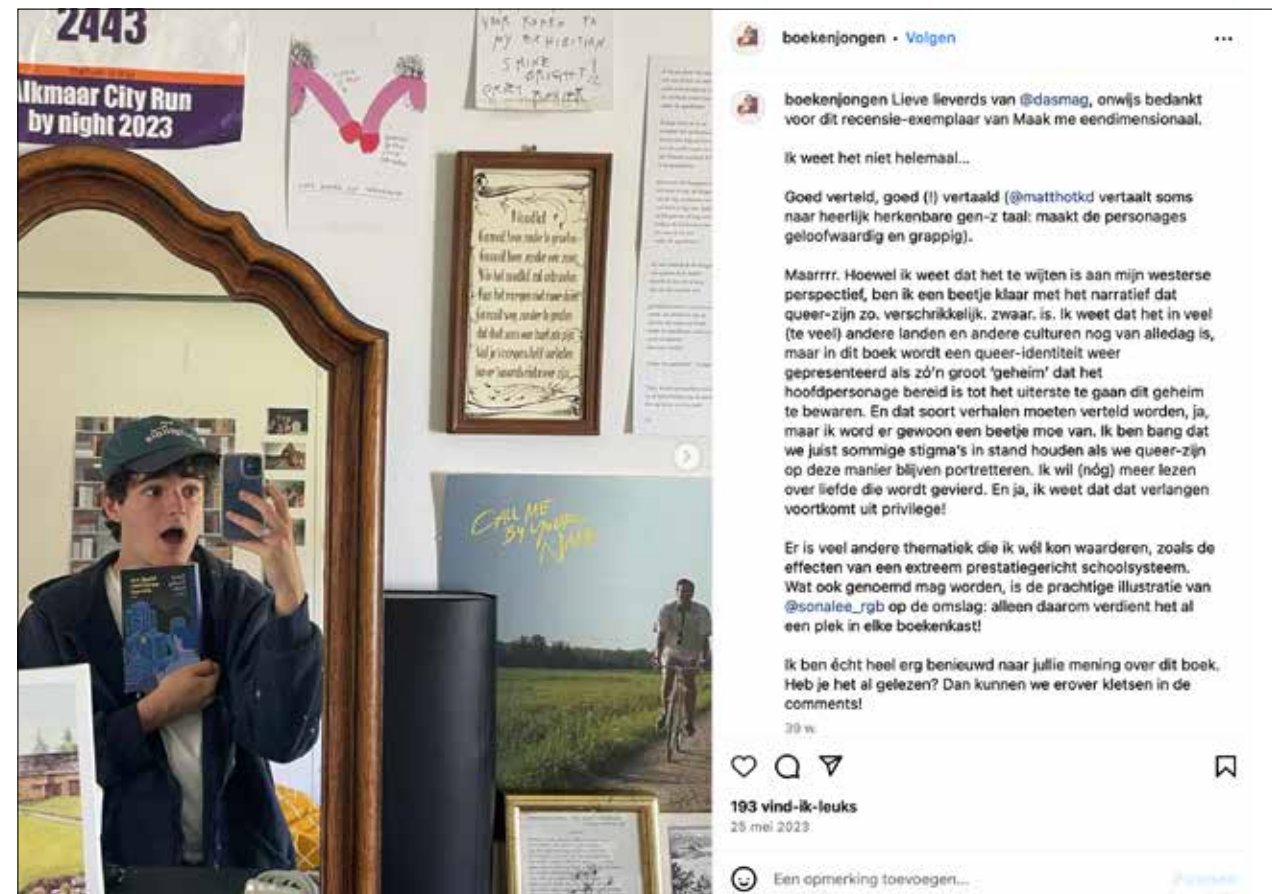 2443
lkmaar City Run
by night 2023
MY EXHIBITION
CALL ME
BY YOUR
NAME
boekenjongen • Volgen
boekenjongen Lieve lieverds van @dasmag, onwijs bedankt
voor dit recensie-exemplaar van Maak me eendimensionaal.
Ik weet het niet helemaal...
Goed verteld, goed (!) vertaald (@matthotkd vertaalt soms
naar heerlijk herkenbare gen-z taal: maakt de personages
geloofwaardig en grappig).
Maarrrr. Hoewel ik weet dat het te wijten is aan mijn westerse
perspectief, ben ik een beetje klaar met het narratief dat
queer-zijn zo. verschrikkelijk. zwaar. is. Ik weet dat het in veel
(te veel) andere landen en andere culturen nog van alledag is,
maar in dit boek wordt een queer-identiteit weer
gepresenteerd als zó'n groot 'geheim' dat het
hoofdpersonage bereid is tot het uiterste te gaan dit geheim
te bewaren. En dat soort verhalen moeten verteld worden, ja,
maar ik word er gewoon een beetje moe van. Ik ben bang dat
we juist sommige stigma's in stand houden als we queer-zijn
op deze manier blijven portretteren. Ik wil (nóg) meer lezen
over liefde die wordt gevierd. En ja, ik weet dat dat verlangen
voortkomt uit privilege!
Er is veel andere thematiek die ik wél kon waarderen, zoals de
effecten van een extreem prestatiegericht schoolsysteem.
Wat ook genoemd mag worden, is de prachtige illustratie van
@sonalee_rgb op de omslag: alleen daarom verdient het al
een plek in elke boekenkast!
Ik ben écht heel erg benieuwd naar jullie mening over dit boek.
Heb je het al gelezen? Dan kunnen we erover kletsen in de
comments!
39 w.
193 vind-ik-leuks
25 mei 2023
Een opmerking toevoegen...